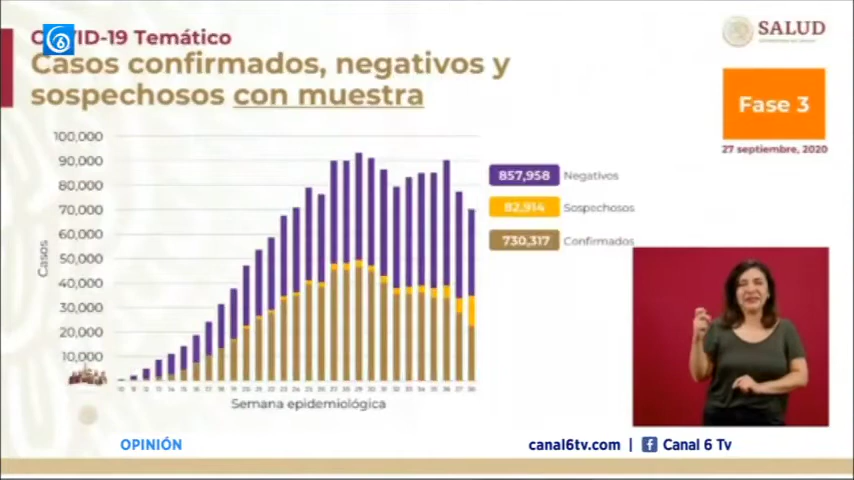 COVID-19 Temático
Casos confirmados, negativos y
sospechosos con muestra
SALUD
Fase 3
27 septiembre, 2020
100,000
90,000
80,000
70,000
60,000
50,000
40,000
30,000
20,000
10,000
Casos
857,958 Negativos
82,914 Sospechosos
730,317 Confirmados
Semana epidemiológica
OPINIÓN
canal6tv.com | Canal 6 Tv